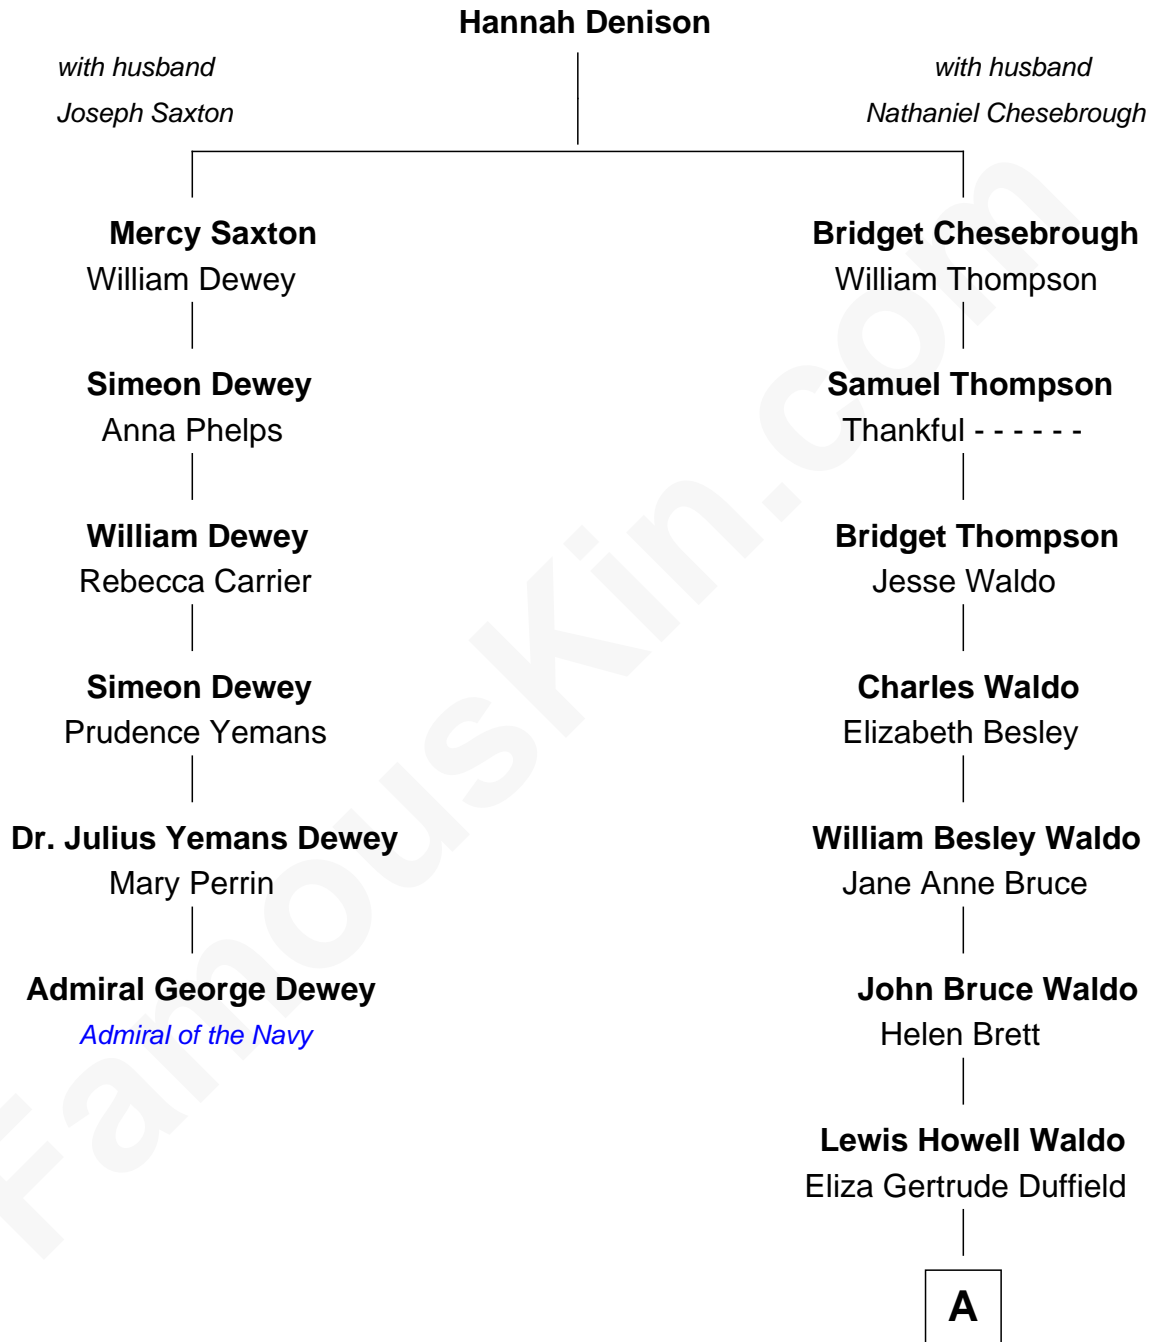 Hannah Denison
with husband
Joseph Saxton
with husband
Nathaniel Chesebrough
Mercy Saxton
William Dewey
Simeon Dewey
Anna Phelps
William Dewey
Rebecca Carrier
Simeon Dewey
Prudence Yemans
Dr. Julius Yemans Dewey
Mary Perrin
Admiral George Dewey
Admiral of the Navy
Bridget Chesebrough
William Thompson
Samuel Thompson
Thankful - - - - - -
Bridget Thompson
Jesse Waldo
Charles Waldo
Elizabeth Besley
William Besley Waldo
Jane Anne Bruce
John Bruce Waldo
Helen Brett
Lewis Howell Waldo
Eliza Gertrude Duffield
A
FamousKin.com